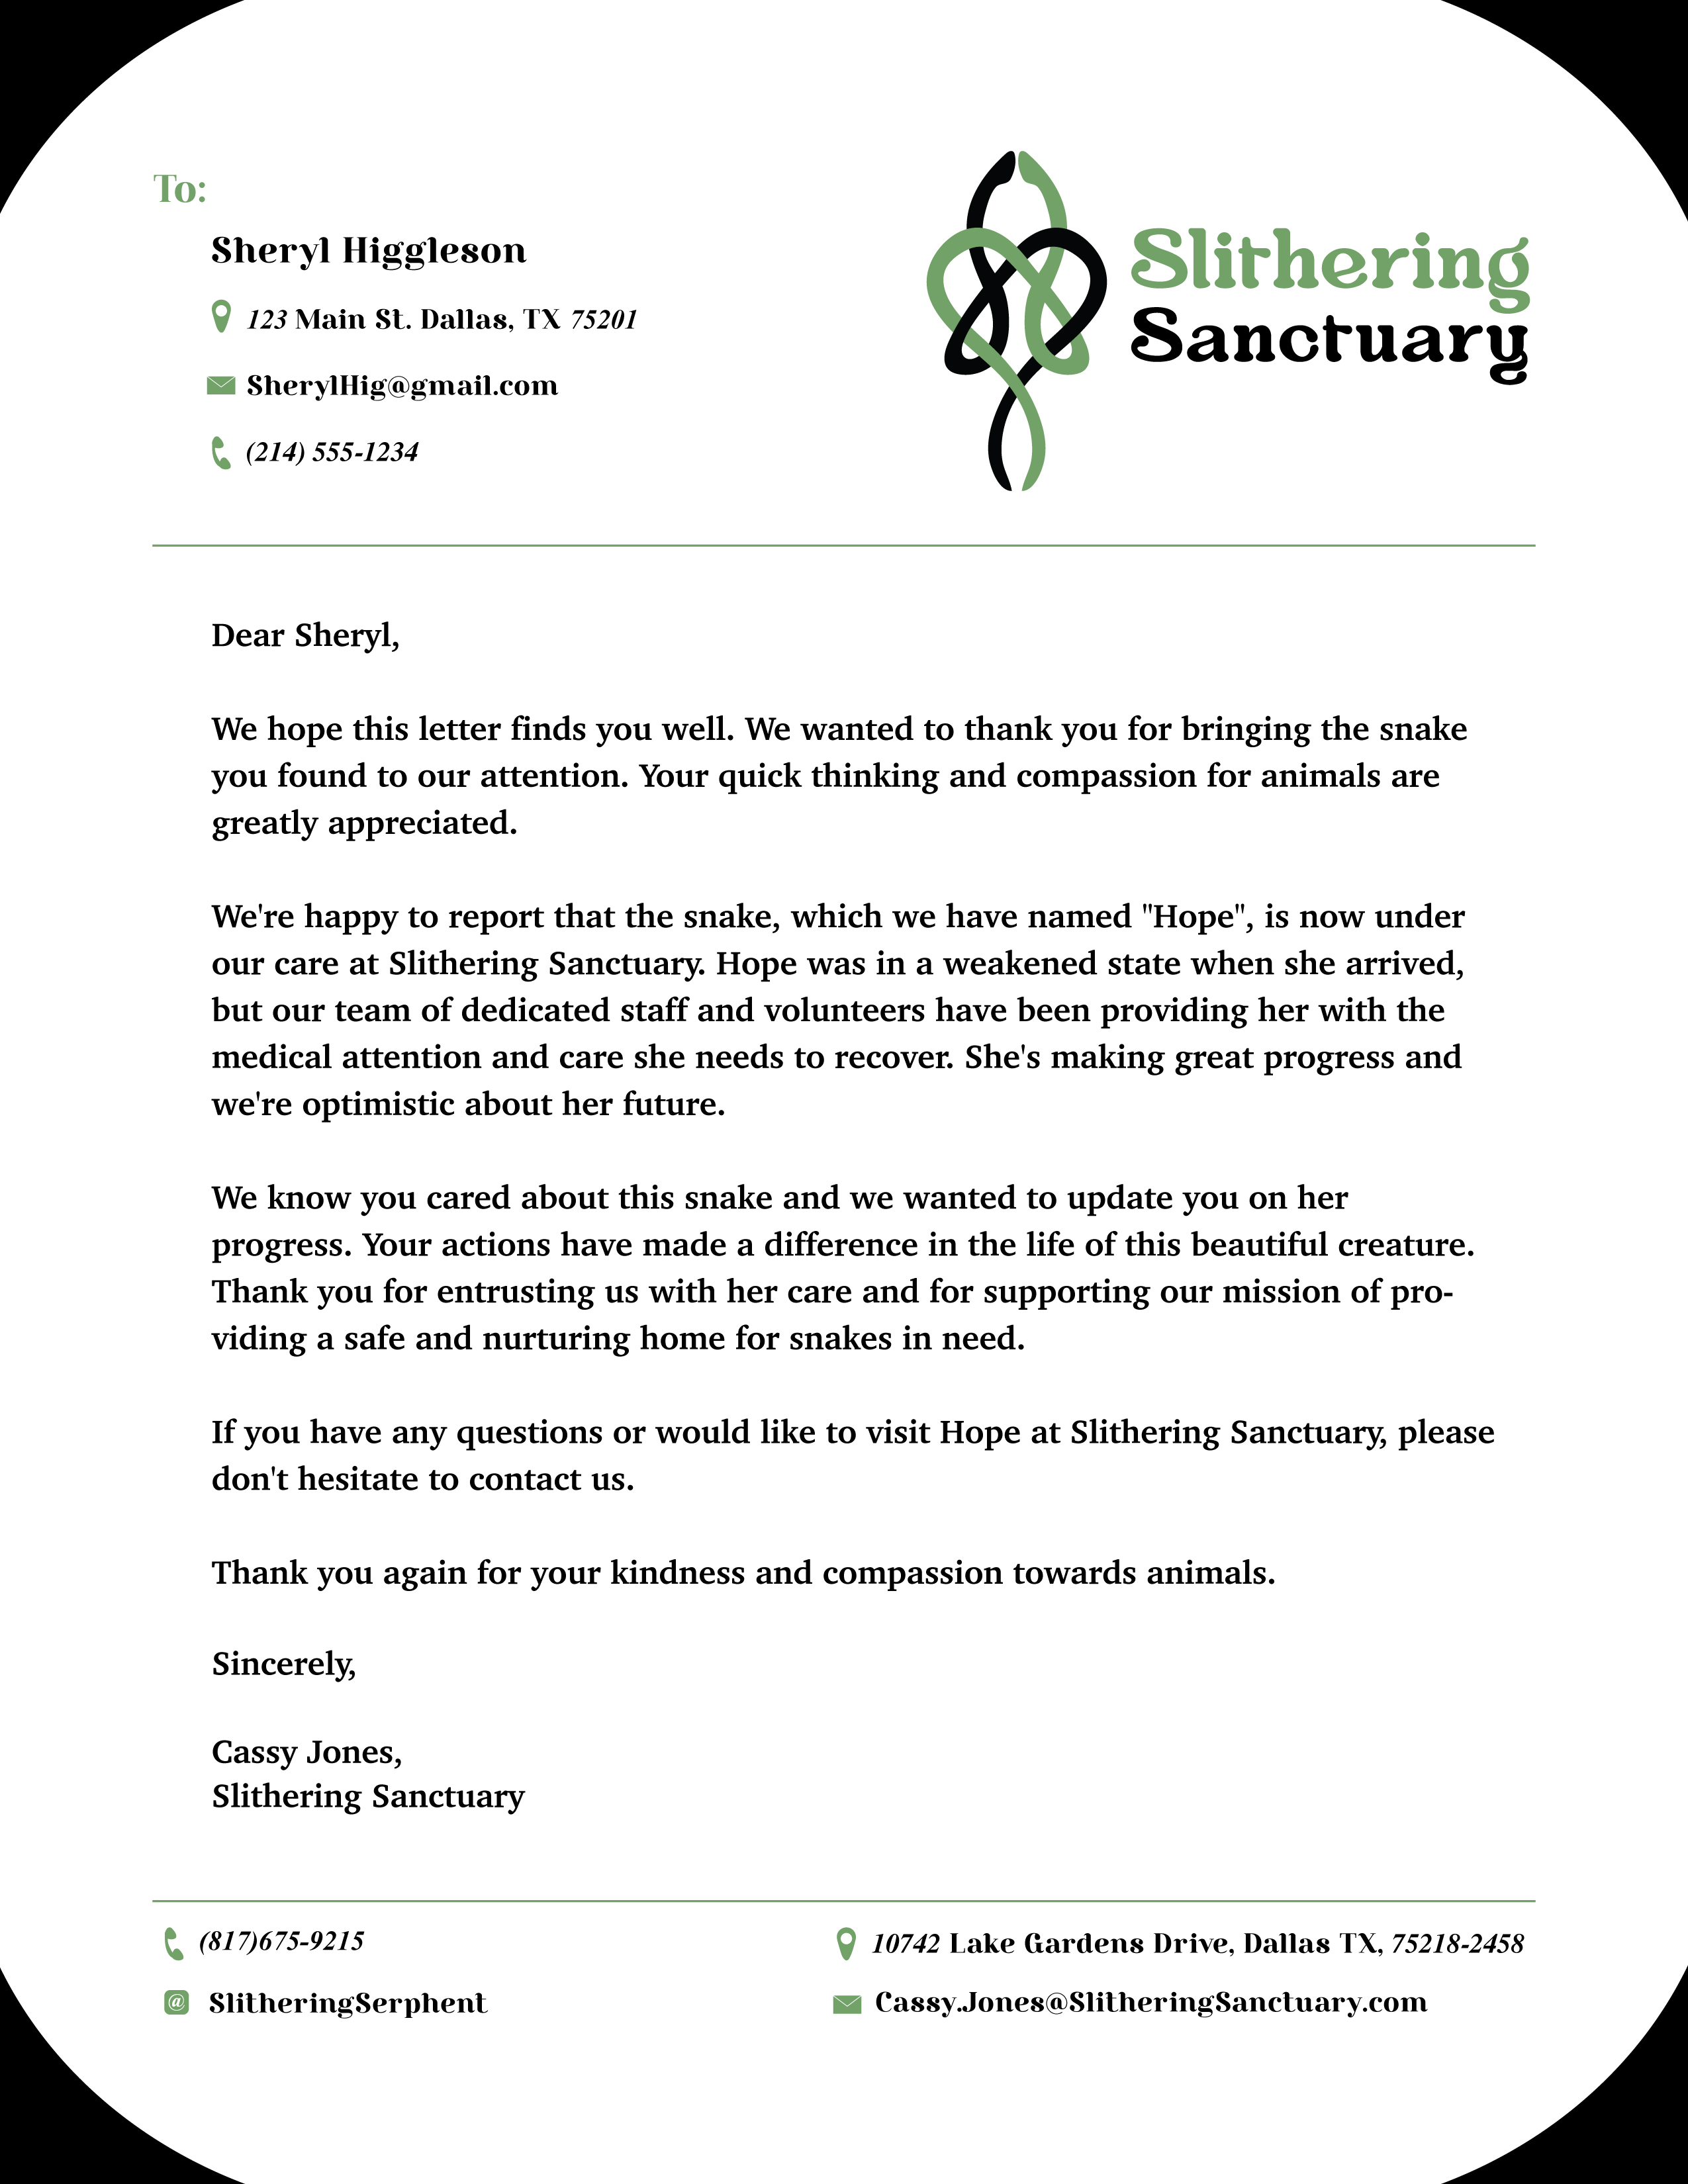 To:
Sheryl Higgleson
123 Main St. Dallas, TX 75201
SherylHig@gmail.com
(214) 555-1234
Slithering
Sanctuary
Dear Sheryl,
We hope this letter finds you well. We wanted to thank you for bringing the snake
you found to our attention. Your quick thinking and compassion for animals are
greatly appreciated.
We're happy to report that the snake, which we have named "Hope", is now under
our care at Slithering Sanctuary. Hope was in a weakened state when she arrived,
but our team of dedicated staff and volunteers have been providing her with the
medical attention and care she needs to recover. She's making great progress and
we're optimistic about her future.
We know you cared about this snake and we wanted to update you on her
progress. Your actions have made a difference in the life of this beautiful creature.
Thank you for entrusting us with her care and for supporting our mission of pro-
viding a safe and nurturing home for snakes in need.
If you have any questions or would like to visit Hope at Slithering Sanctuary, please
don't hesitate to contact us.
Thank you again for your kindness and compassion towards animals.
Sincerely,
Cassy Jones,
Slithering Sanctuary
(817)675-9215
@ SlitheringSerphent
10742 Lake Gardens Drive, Dallas TX, 75218-2458
Cassy.Jones@SlitheringSanctuary.com